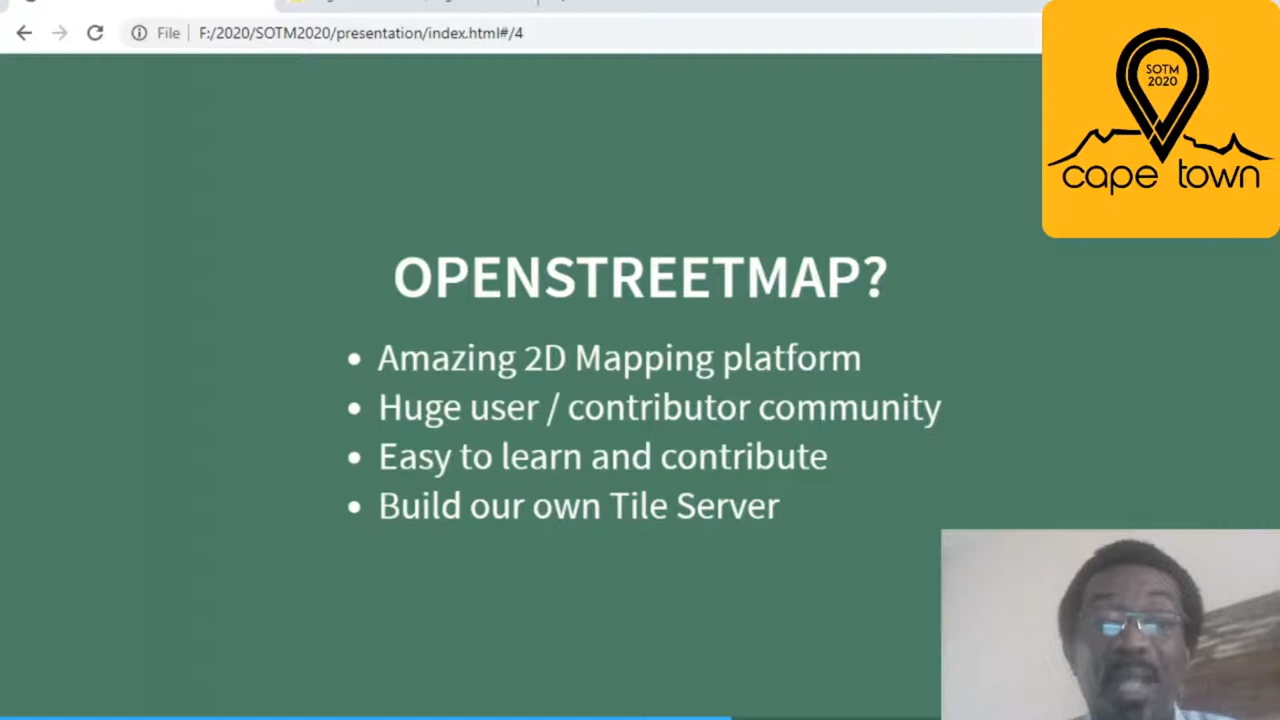 File F:/2020/SOTM2020/presentation/index.html#/4
SOTM
2020
cape town
OPENSTREETMAP?
• Amazing 2D Mapping platform
• Huge user / contributor community
• Easy to learn and contribute
• Build our own Tile Server